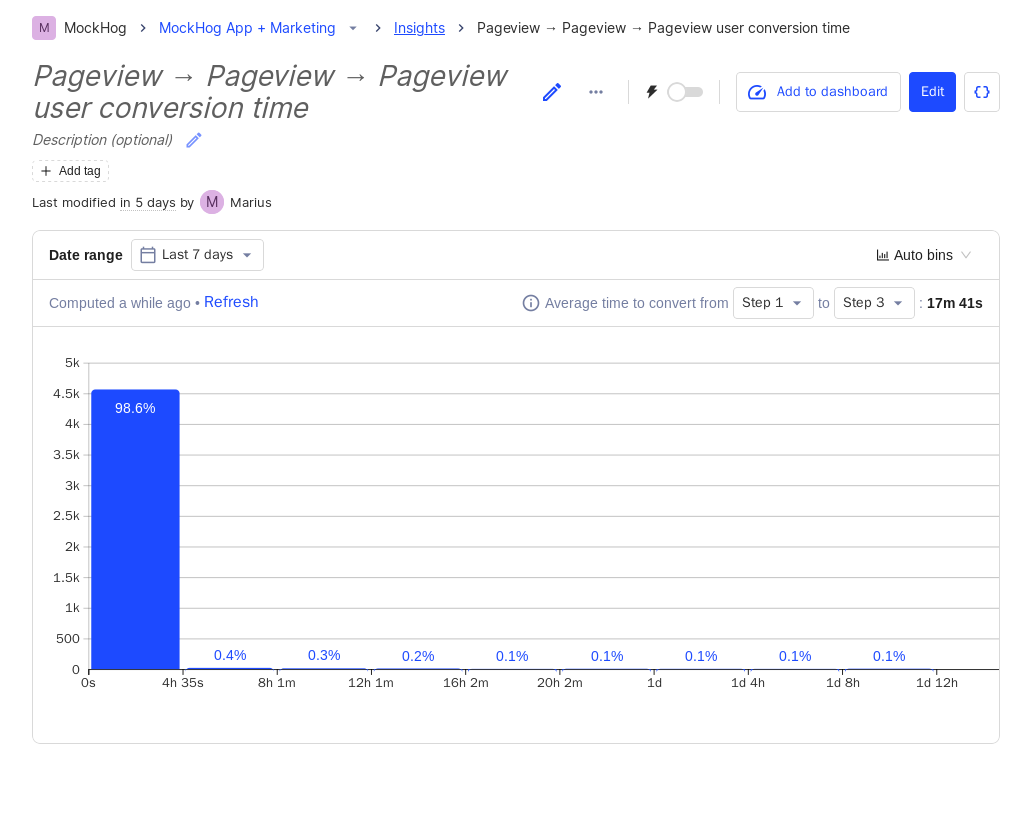 M MockHog > MockHog App + Marketing > Insights > Pageview → Pageview → Pageview user conversion time
Pageview → Pageview → Pageview
user conversion time
Add to dashboard
Edit
Description (optional)
Add tag
Last modified in 5 days by M Marius
Date range
Last 7 days
Auto bins
Computed a while ago • Refresh
Average time to convert from Step 1 to Step 3 : 17m 41s
5k
4.5k
4k
3.5k
3k
2.5k
2k
1.5k
1k
500
0
98.6%
0.4%
0.3%
0.2%
0.1%
0.1%
0.1%
0.1%
0.1%
0s
4h 35s
8h 1m
12h 1m
16h 2m
20h 2m
1d
1d 4h
1d 8h
1d 12h